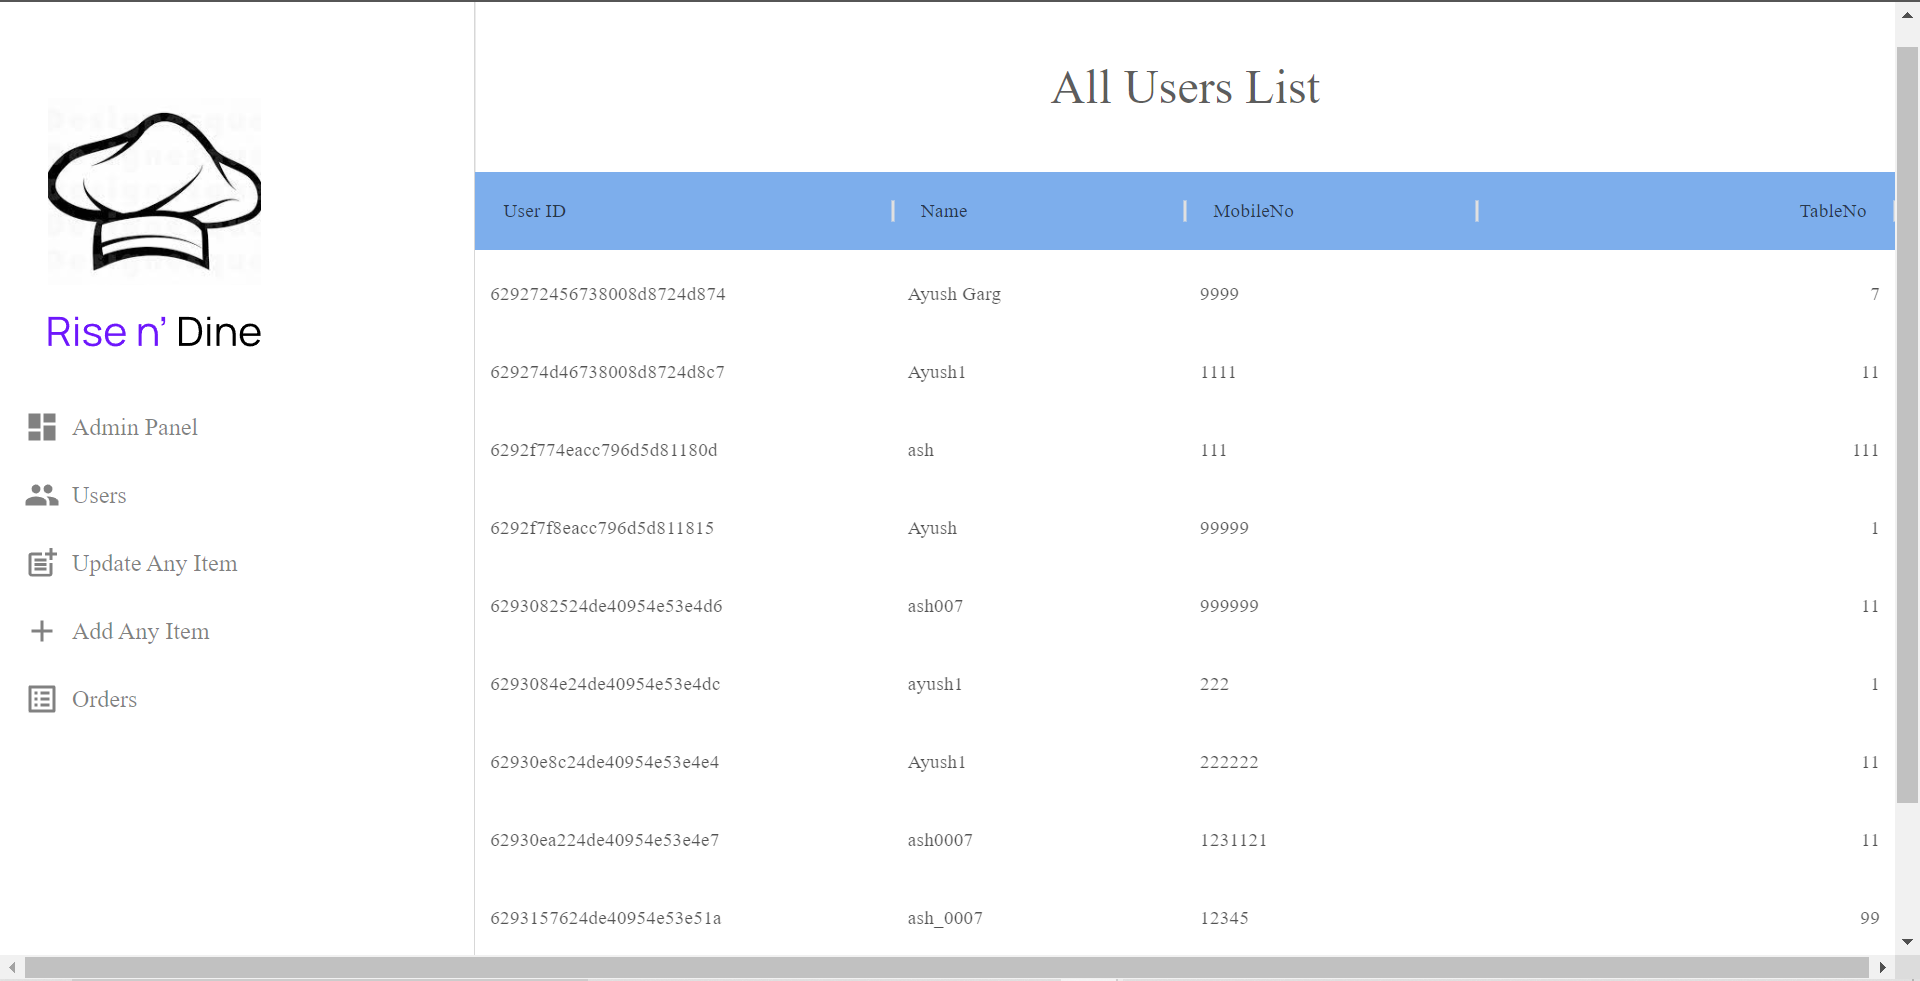 Rise n’ Dine
Admin Panel
Users
Update Any Item
Add Any Item
Orders
All Users List
User ID Name MobileNo TableNo
629272456738008d8724d874 Ayush Garg 9999 7
629274d46738008d8724d8c7 Ayush1 1111 11
6292f774eacc796d5d81180d ash 111 111
6292f7f8eacc796d5d811815 Ayush 99999 1
6293082524de40954e53e4d6 ash007 999999 11
6293084e24de40954e53e4dc ayush1 222 1
62930e8c24de40954e53e4e4 Ayush1 222222 11
62930ea224de40954e53e4e7 ash0007 1231121 11
6293157624de40954e53e51a ash_0007 12345 99